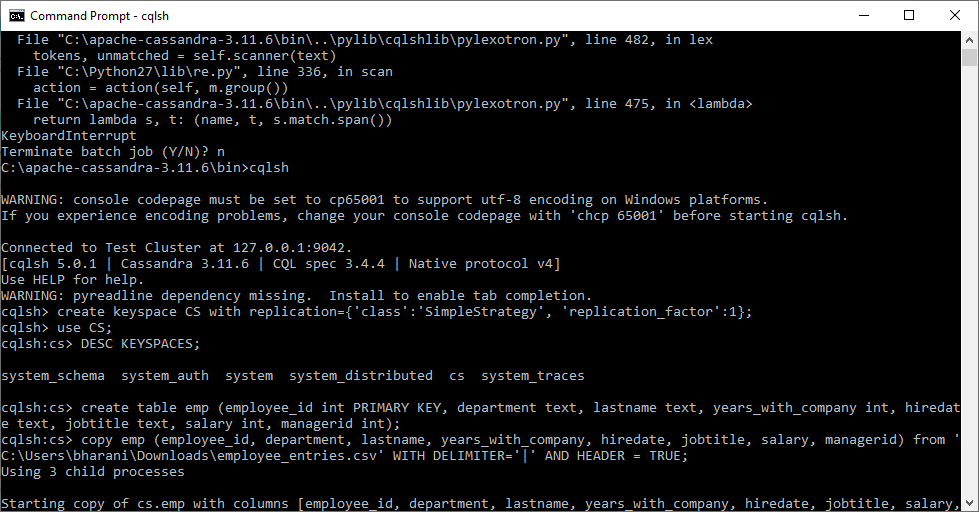 Command Prompt - cqlsh
  File "C:\apache-cassandra-3.11.6\bin\..\pylib\cqlshlib\pylexotron.py", line 482, in lex
    tokens, unmatched = self.scanner(text)
  File "C:\Python27\lib\re.py", line 336, in scan
    action = action(self, m.group())
  File "C:\apache-cassandra-3.11.6\bin\..\pylib\cqlshlib\pylexotron.py", line 475, in <lambda>
    return lambda s, t: (name, t, s.match.span())
KeyboardInterrupt
Terminate batch job (Y/N)? n
C:\apache-cassandra-3.11.6\bin>cqlsh

WARNING: console codepage must be set to cp65001 to support utf-8 encoding on Windows platforms.
If you experience encoding problems, change your console codepage with 'chcp 65001' before starting cqlsh.

Connected to Test Cluster at 127.0.0.1:9042.
[cqlsh 5.0.1 | Cassandra 3.11.6 | CQL spec 3.4.4 | Native protocol v4]
Use HELP for help.
WARNING: pyreadline dependency missing.  Install to enable tab completion.
cqlsh> create keyspace CS with replication={'class':'SimpleStrategy', 'replication_factor':1};
cqlsh> use CS;
cqlsh:cs> DESC KEYSPACES;

system_schema  system_auth  system  system_distributed  cs  system_traces

cqlsh:cs> create table emp (employee_id int PRIMARY KEY, department text, lastname text, years_with_company int, hiredat
e text, jobtitle text, salary int, managerid int);
cqlsh:cs> copy emp (employee_id, department, lastname, years_with_company, hiredate, jobtitle, salary, managerid) from '
C:\Users\bharani\Downloads\employee_entries.csv' WITH DELIMITER='|' AND HEADER = TRUE;
Using 3 child processes

Starting copy of cs.emp with columns [employee_id, department, lastname, years_with_company, hiredate, jobtitle, salary,